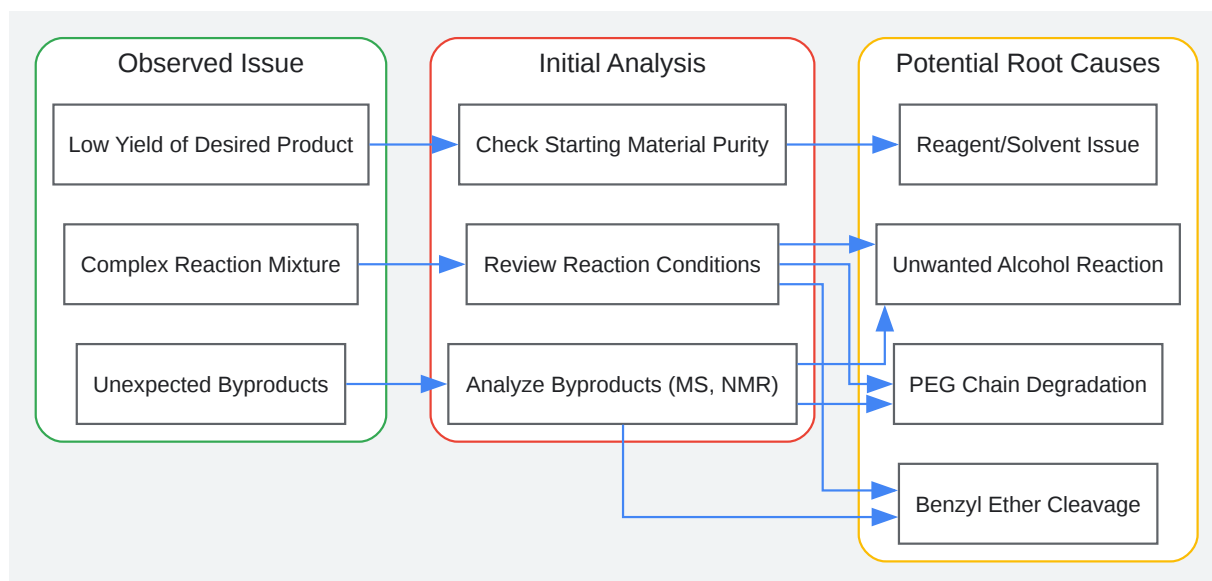 Observed Issue
Initial Analysis
Potential Root Causes
Low Yield of Desired Product
Check Starting Material Purity
Reagent/Solvent Issue
Complex Reaction Mixture
Review Reaction Conditions
Unwanted Alcohol Reaction
Unexpected Byproducts
Analyze Byproducts (MS, NMR)
PEG Chain Degradation
Benzyl Ether Cleavage